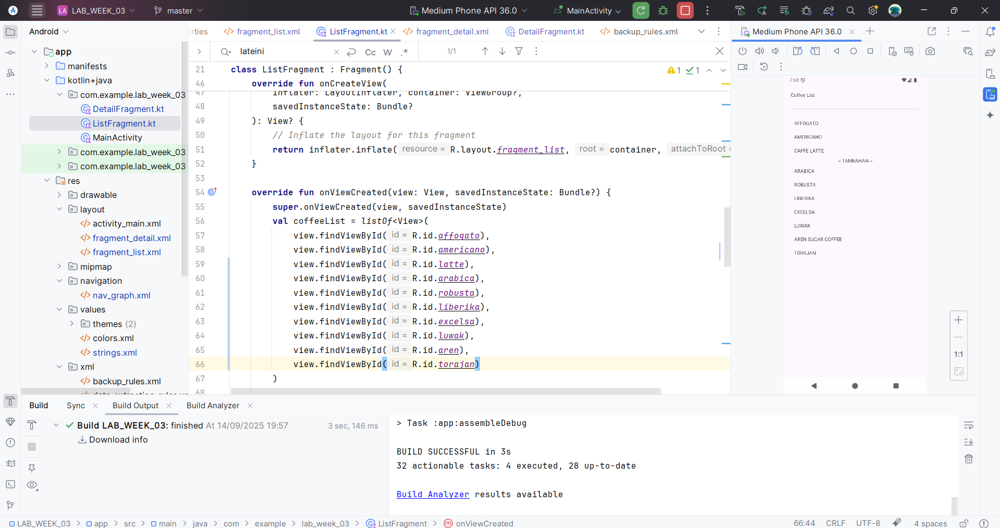 LA LAB_WEEK_03 master Medium Phone API 36.0 MainActivity
Android
app
manifests
kotlin+java
com.example.lab_week_03
DetailFragment.kt
ListFragment.kt
MainActivity
com.example.lab_week_03
com.example.lab_week_03
res
drawable
layout
activity_main.xml
fragment_detail.xml
fragment_list.xml
mipmap
navigation
nav_graph.xml
values
themes (2)
colors.xml
strings.xml
xml
backup_rules.xml
rties fragment_list.xml ListFragment.kt fragment_detail.xml DetailFragment.kt backup_rules.xml
lateini Cc W .* 1/1
21 class ListFragment : Fragment() { 1 1
46 override fun onCreateView(
47 inflater: LayoutInflater, container: ViewGroup?,
48 savedInstanceState: Bundle?
49 ): View? {
50 // Inflate the layout for this fragment
51 return inflater.inflate( resource = R.layout.fragment_list, root = container, attachToRoot =
52 }
53
54 override fun onViewCreated(view: View, savedInstanceState: Bundle?) {
55 super.onViewCreated(view, savedInstanceState)
56 val coffeeList = listOf<View>(
57 view.findViewById( id = R.id.affogato),
58 view.findViewById( id = R.id.americano),
59 view.findViewById( id = R.id.latte),
60 view.findViewById( id = R.id.arabica),
61 view.findViewById( id = R.id.robusta),
62 view.findViewById( id = R.id.liberika),
63 view.findViewById( id = R.id.excelsa),
64 view.findViewById( id = R.id.luwak),
65 view.findViewById( id = R.id.aren),
66 view.findViewById( id = R.id.torajan)
67 )
68
Medium Phone API 36.0
7:58
Coffee List
AFFOGATO
AMERICANO
CAFFE LATTE
-- TAMBAHAN --
ARABICA
ROBUSTA
LIBERIKA
EXCELSA
LUWAK
AREN SUGAR COFFEE
TORAJAN
1:1
Build Sync Build Output Build Analyzer
Build LAB_WEEK_03: finished At 14/09/2025 19:57 3 sec, 146 ms
Download info
> Task :app:assembleDebug
BUILD SUCCESSFUL in 3s
32 actionable tasks: 4 executed, 28 up-to-date
Build Analyzer results available
LAB_WEEK_03 > app > src > main > java > com > example > lab_week_03 > ListFragment > onViewCreated 66:44 CRLF UTF-8 4 spaces